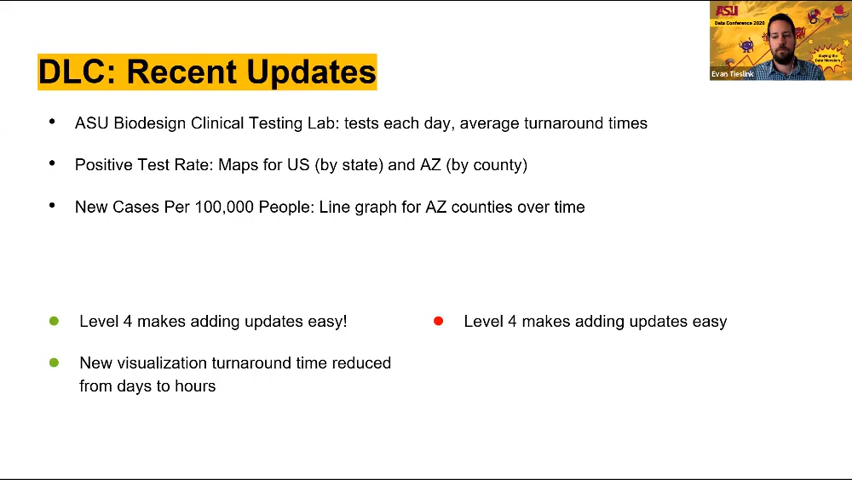 DLC: Recent Updates
ASU
Data Conference 2020
Evan Tieslink
• ASU Biodesign Clinical Testing Lab: tests each day, average turnaround times
• Positive Test Rate: Maps for US (by state) and AZ (by county)
• New Cases Per 100,000 People: Line graph for AZ counties over time
• Level 4 makes adding updates easy!
• New visualization turnaround time reduced
from days to hours
• Level 4 makes adding updates easy